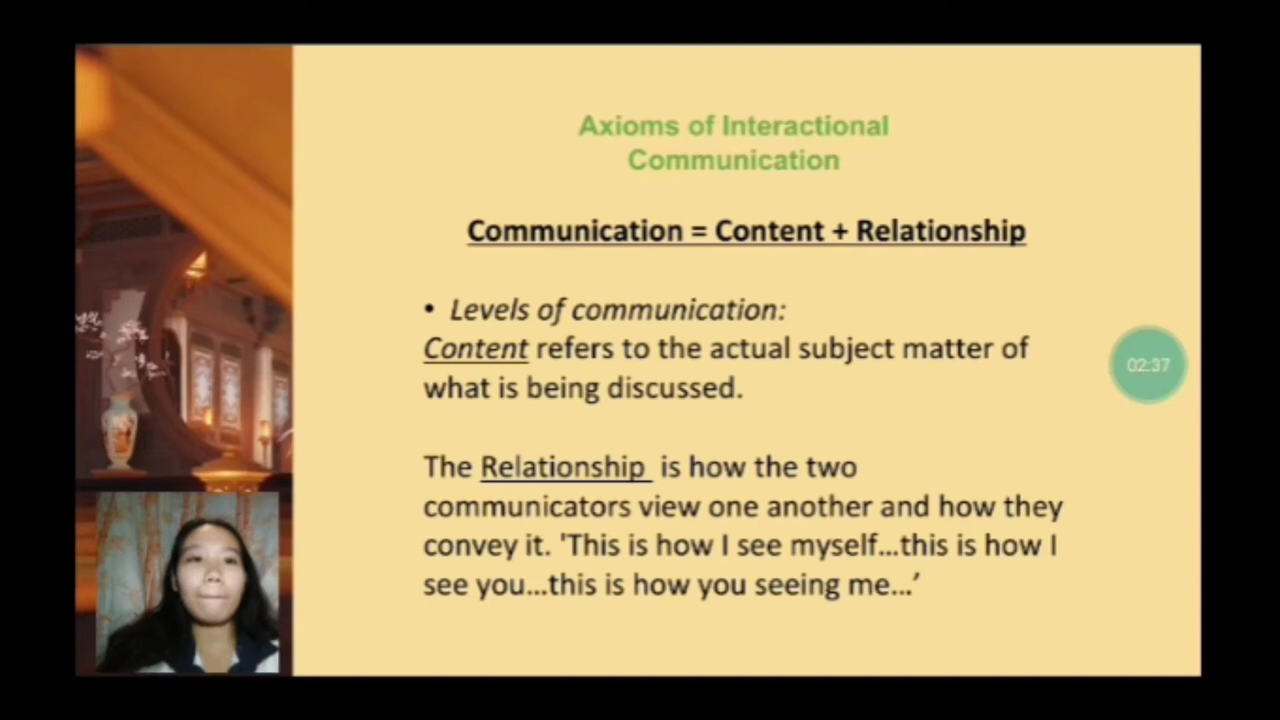 Axioms of Interactional
Communication
Communication = Content + Relationship
• Levels of communication:
Content refers to the actual subject matter of
what is being discussed.
The Relationship is how the two
communicators view one another and how they
convey it. 'This is how I see myself...this is how I
see you...this is how you seeing me...’
02:37